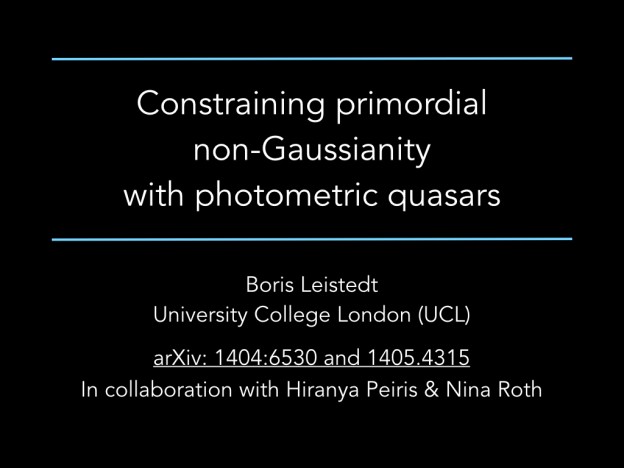 Constraining primordial
non-Gaussianity
with photometric quasars
Boris Leistedt
University College London (UCL)
arXiv: 1404:6530 and 1405.4315
In collaboration with Hiranya Peiris & Nina Roth